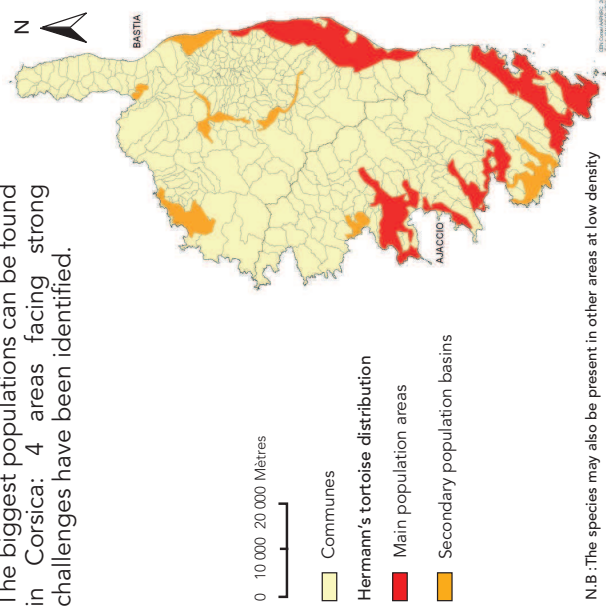 The biggest populations can be found
in Corsica: 4 areas facing strong
challenges have been identified.
N
BASTIA
AJACCIO
0 10 000 20 000 Mètres
Communes
Hermann's tortoise distribution
Main population areas
Secondary population basins
N.B : The species may also be present in other areas at low density